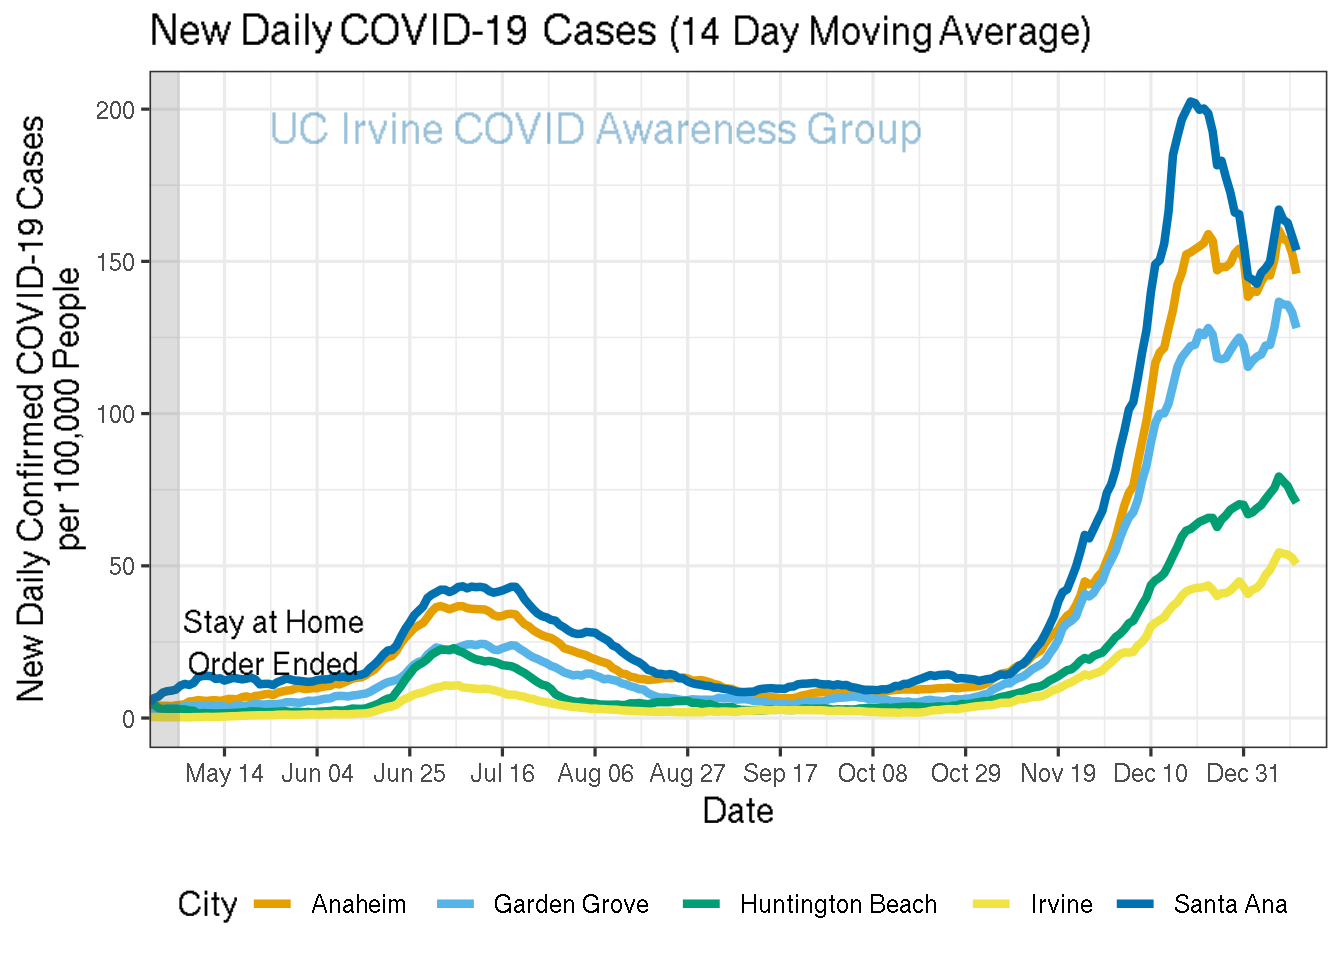 New Daily COVID-19 Cases (14 Day Moving Average)
UC Irvine COVID Awareness Group
New Daily Confirmed COVID-19 Cases
per 100,000 People
200
150
100
50
0
Stay at Home
Order Ended
May 14 Jun 04 Jun 25 Jul 16 Aug 06 Aug 27 Sep 17 Oct 08 Oct 29 Nov 19 Dec 10 Dec 31
Date
City Anaheim Garden Grove Huntington Beach Irvine Santa Ana